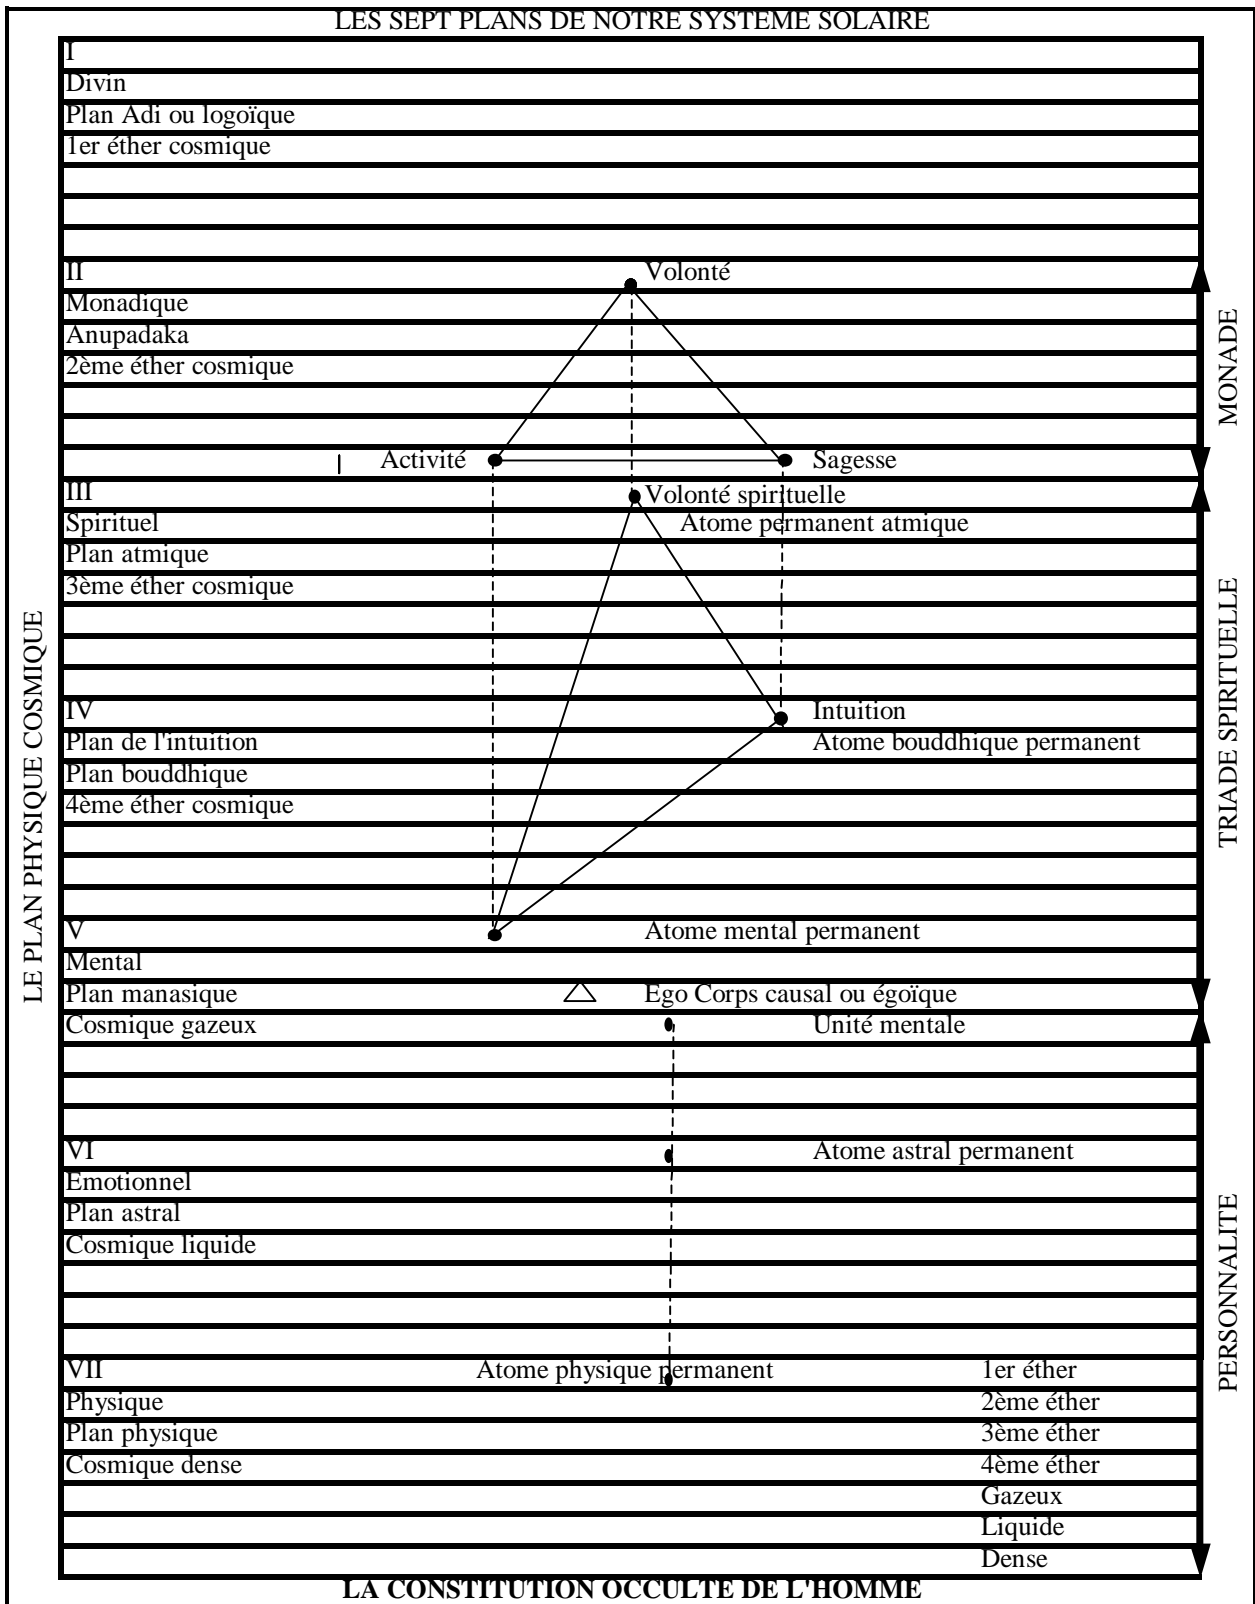 LES SEPT PLANS DE NOTRE SYSTEME SOLAIRE
I
Divin
Plan Adi ou logoïque
1er éther cosmique
II Volonté
Monadique
Anupadaka
2ème éther cosmique
Activité Sagesse
III Volonté spirituelle
Spirituel Atome permanent atmique
Plan atmique
3ème éther cosmique
IV Intuition
Plan de l'intuition Atome bouddhique permanent
Plan bouddhique
4ème éther cosmique
V Atome mental permanent
Mental
Plan manasique Ego Corps causal ou égoïque
Cosmique gazeux Unité mentale
VI Atome astral permanent
Emotionnel
Plan astral
Cosmique liquide
VII Atome physique permanent 1er éther
Physique 2ème éther
Plan physique 3ème éther
Cosmique dense 4ème éther
Gazeux
Liquide
Dense
LA CONSTITUTION OCCULTE DE L'HOMME
LE PLAN PHYSIQUE COSMIQUE
MONADE
TRIADE SPIRITUELLE
PERSONNALITE